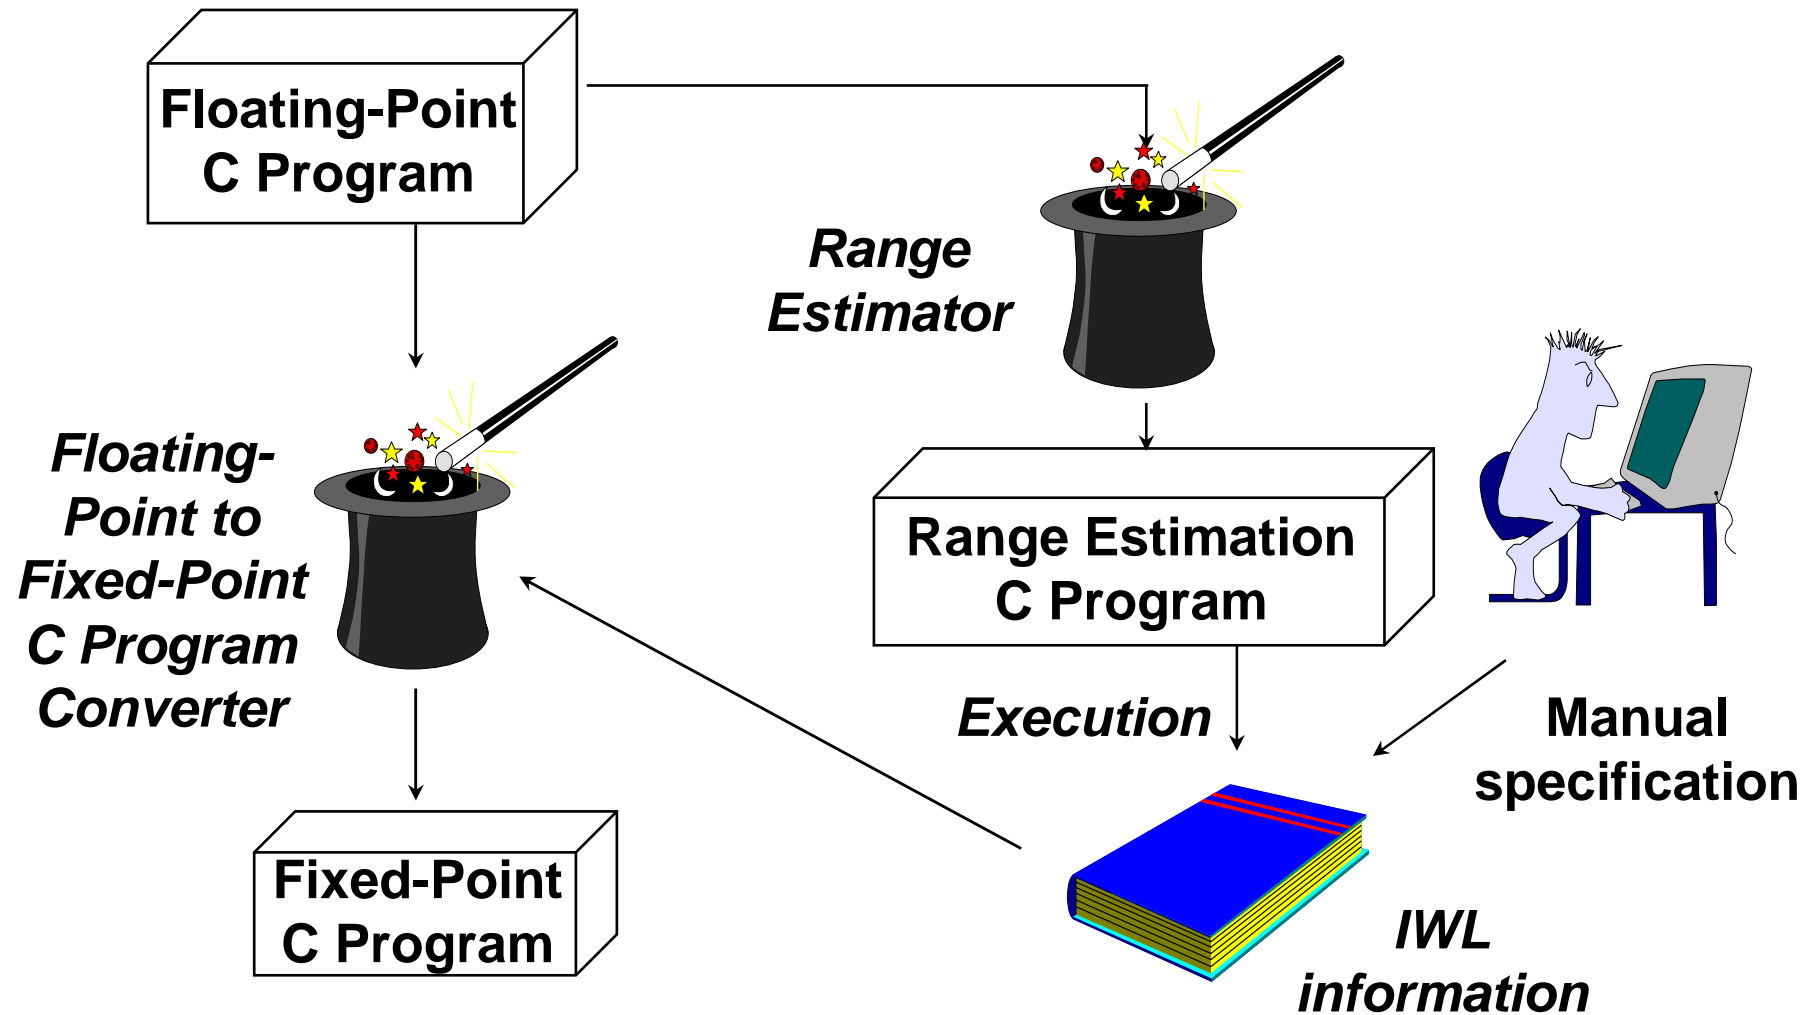 Floating-Point
C Program
Range
Estimator
Floating-
Point to
Fixed-Point
C Program
Converter
Range Estimation
C Program
Execution
Manual
specification
Fixed-Point
C Program
IWL
information